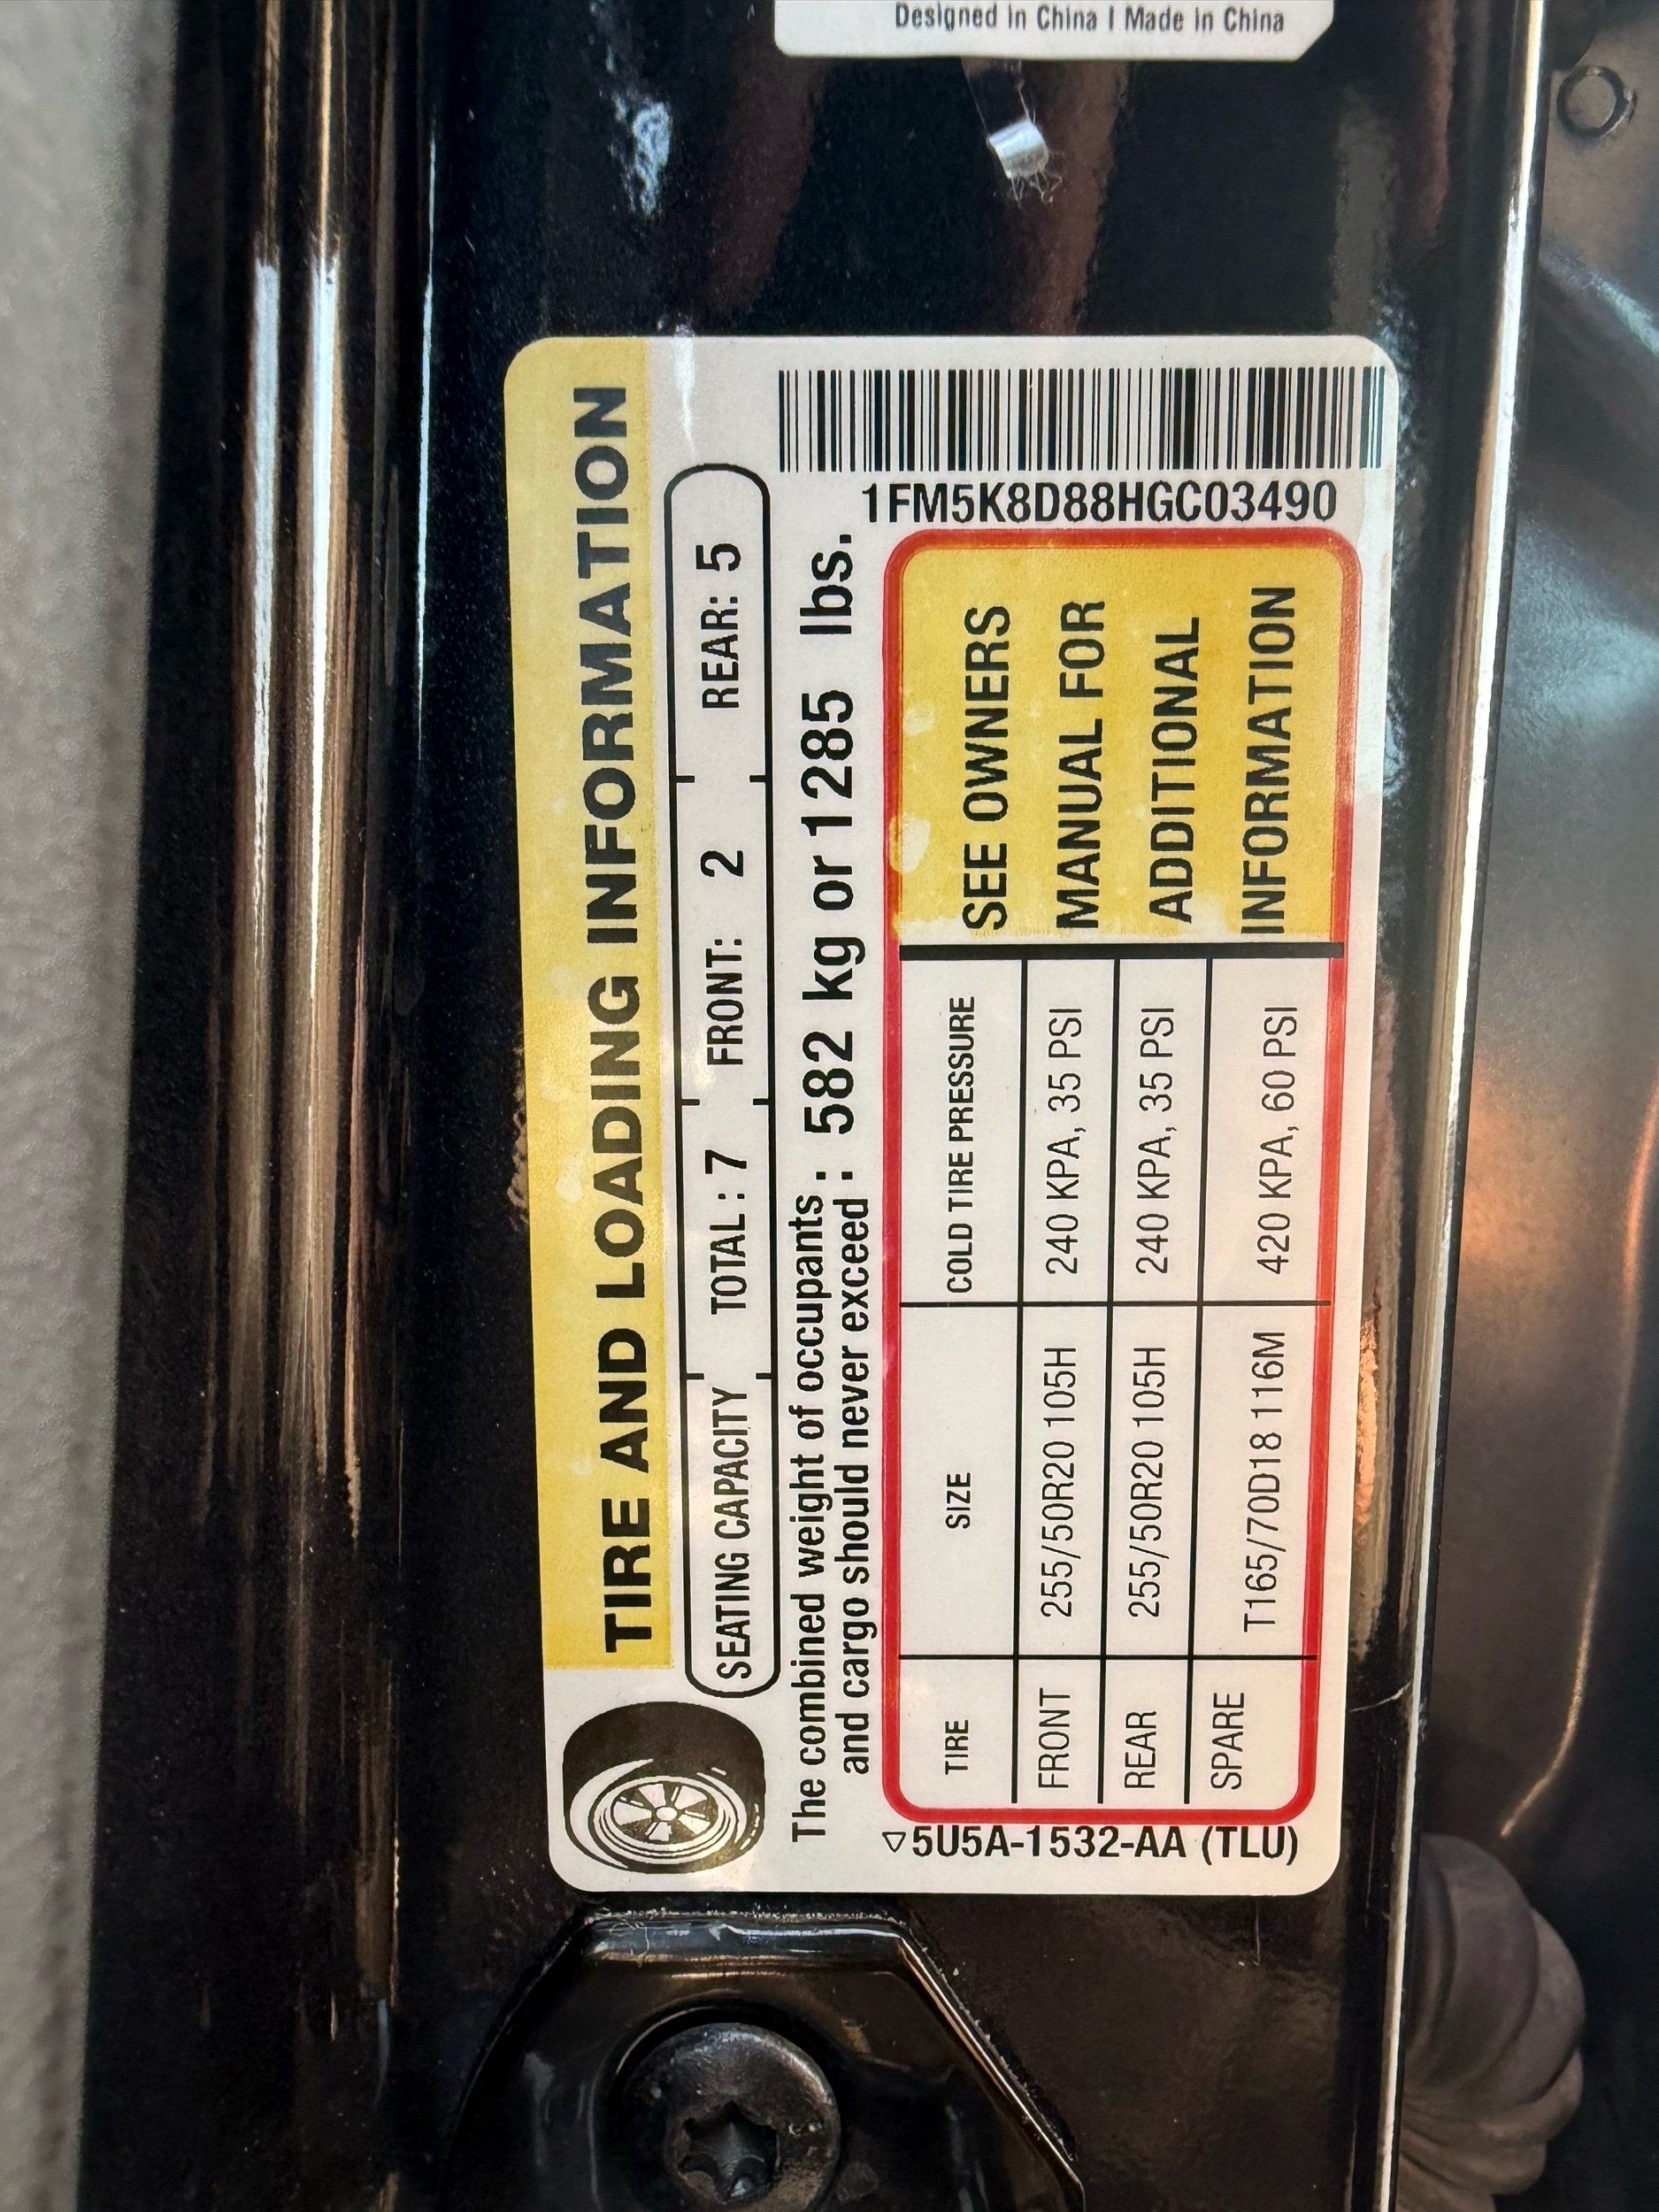 Designed in China | Made in China
TIRE AND LOADING INFORMATION
SEATING CAPACITY TOTAL : 7 FRONT: 2 REAR: 5
The combined weight of occupants
and cargo should never exceed : 582 kg or 1285 lbs.
1FM5K8D88HGC03490
TIRE SIZE COLD TIRE PRESSURE
FRONT 255/50R20 105H 240 KPA, 35 PSI
REAR 255/50R20 105H 240 KPA, 35 PSI
SPARE T165/70D18 116M 420 KPA, 60 PSI
SEE OWNERS
MANUAL FOR
ADDITIONAL
INFORMATION
5U5A-1532-AA (TLU)